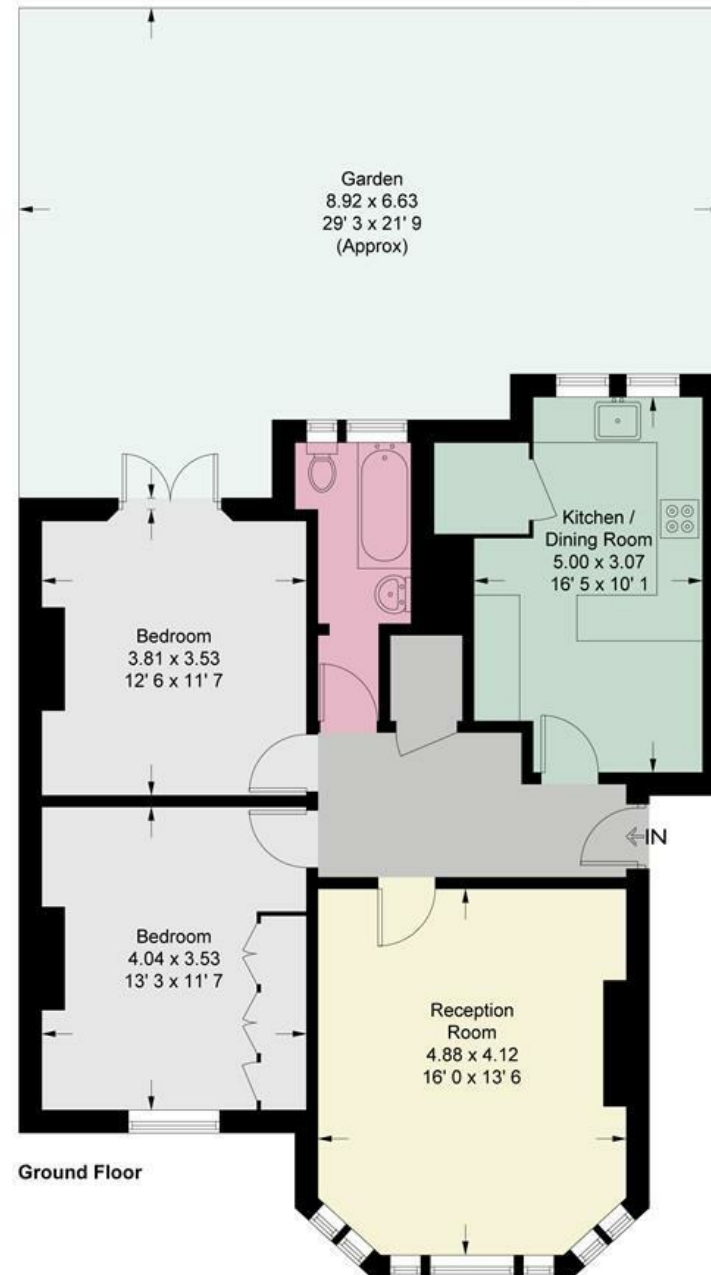 Garden
8.92 x 6.63
29' 3 x 21' 9
(Approx)
Kitchen /
Dining Room
5.00 x 3.07
16' 5 x 10' 1
Bedroom
3.81 x 3.53
12' 6 x 11' 7
IN
Bedroom
4.04 x 3.53
13' 3 x 11' 7
Reception
Room
4.88 x 4.12
16' 0 x 13' 6
Ground Floor